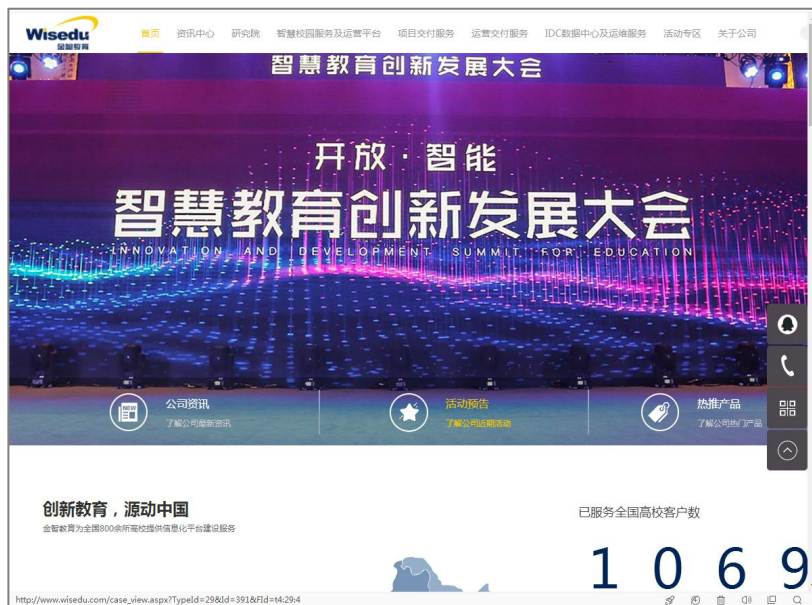 Wisedu
金智教育
首页 资讯中心 研究院 智慧校园服务及运营平台 项目交付服务 运营交付服务 IDC数据中心及运维服务 活动专区 关于公司
智慧教育创新发展大会
开放·智能
智慧教育创新发展大会
INNOVATION AND DEVELOPMENT SUMMIT FOR EDUCATION
NEW
公司资讯
了解公司最新资讯
活动预告
了解公司近期活动
热推产品
了解公司热门产品
创新教育，源动中国
金智教育为全国800余所高校提供信息化平台建设服务
已服务全国高校客户数
1069
http://www.wisedu.com/case_view.aspx?TypeId=29&Id=391&FId=t4:29:4